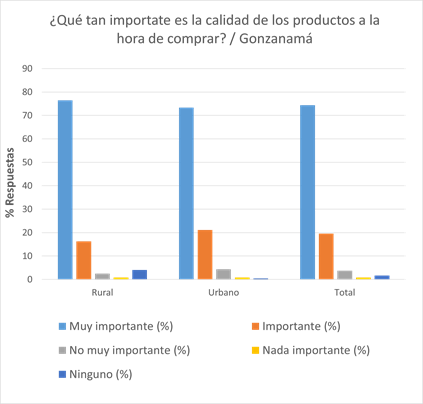 ¿Qué tan importate es la calidad de los productos a la
hora de comprar? / Gonzanamá
90
80
70
60
50
40
30
20
10
0
% Respuestas
Rural
Urbano
Total
Muy importante (%)
Importante (%)
No muy importante (%)
Nada importante (%)
Ninguno (%)